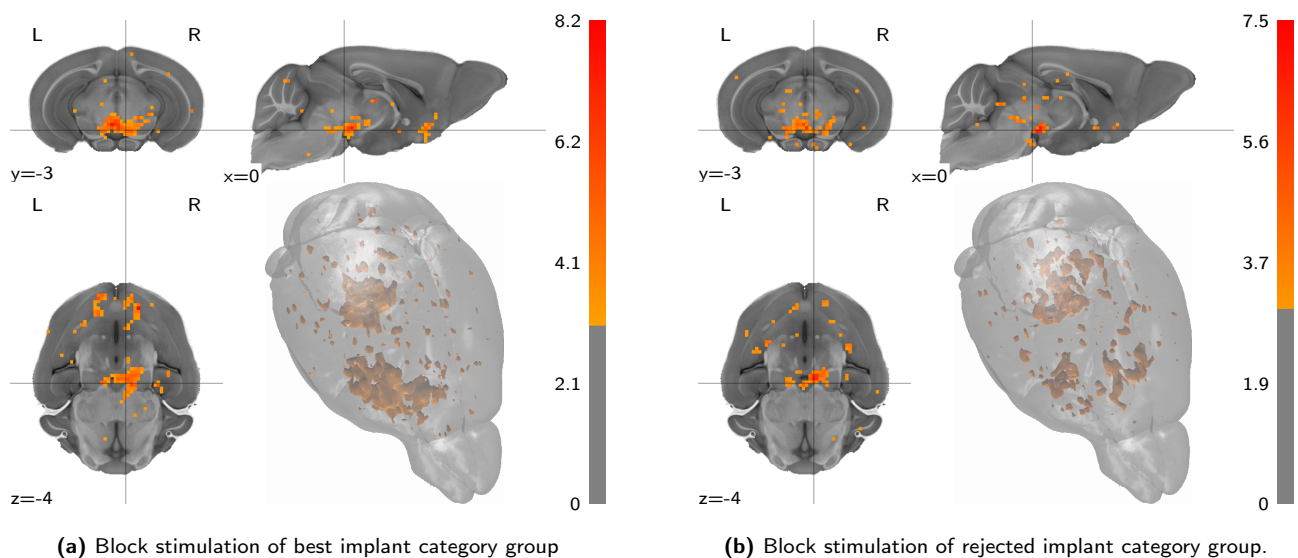 L R
y=-3
x=0
L R
z=-4
8.2
6.2
4.1
2.1
0
(a) Block stimulation of best implant category group
L R
y=-3
x=0
L R
z=-4
7.5
5.6
3.7
1.9
0
(b) Block stimulation of rejected implant category group.